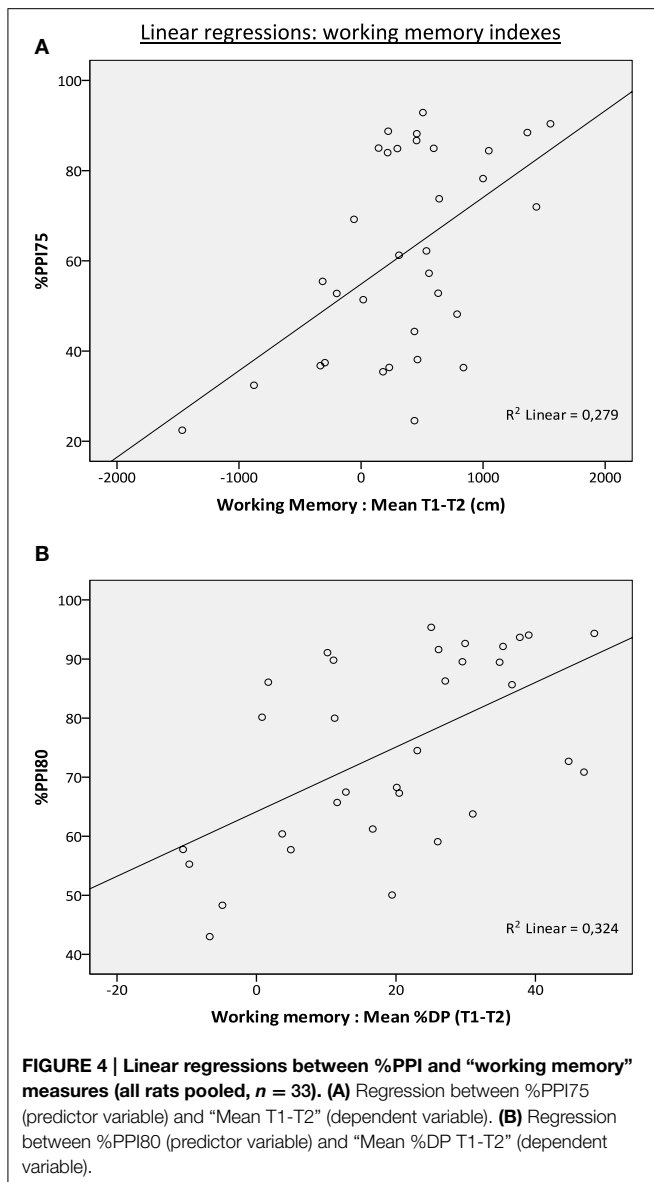 Linear regressions: working memory indexes
A
100
80
60
40
20
%PPI75
R² Linear = 0,279
-2000 -1000 0 1000 2000
Working Memory : Mean T1-T2 (cm)
B
100
90
80
70
60
50
40
%PPI80
R² Linear = 0,324
-20 0 20 40
Working memory : Mean %DP (T1-T2)
FIGURE 4 | Linear regressions between %PPI and “working memory”
measures (all rats pooled, n = 33). (A) Regression between %PPI75
(predictor variable) and “Mean T1-T2” (dependent variable). (B) Regression
between %PPI80 (predictor variable) and “Mean %DP T1-T2” (dependent
variable).